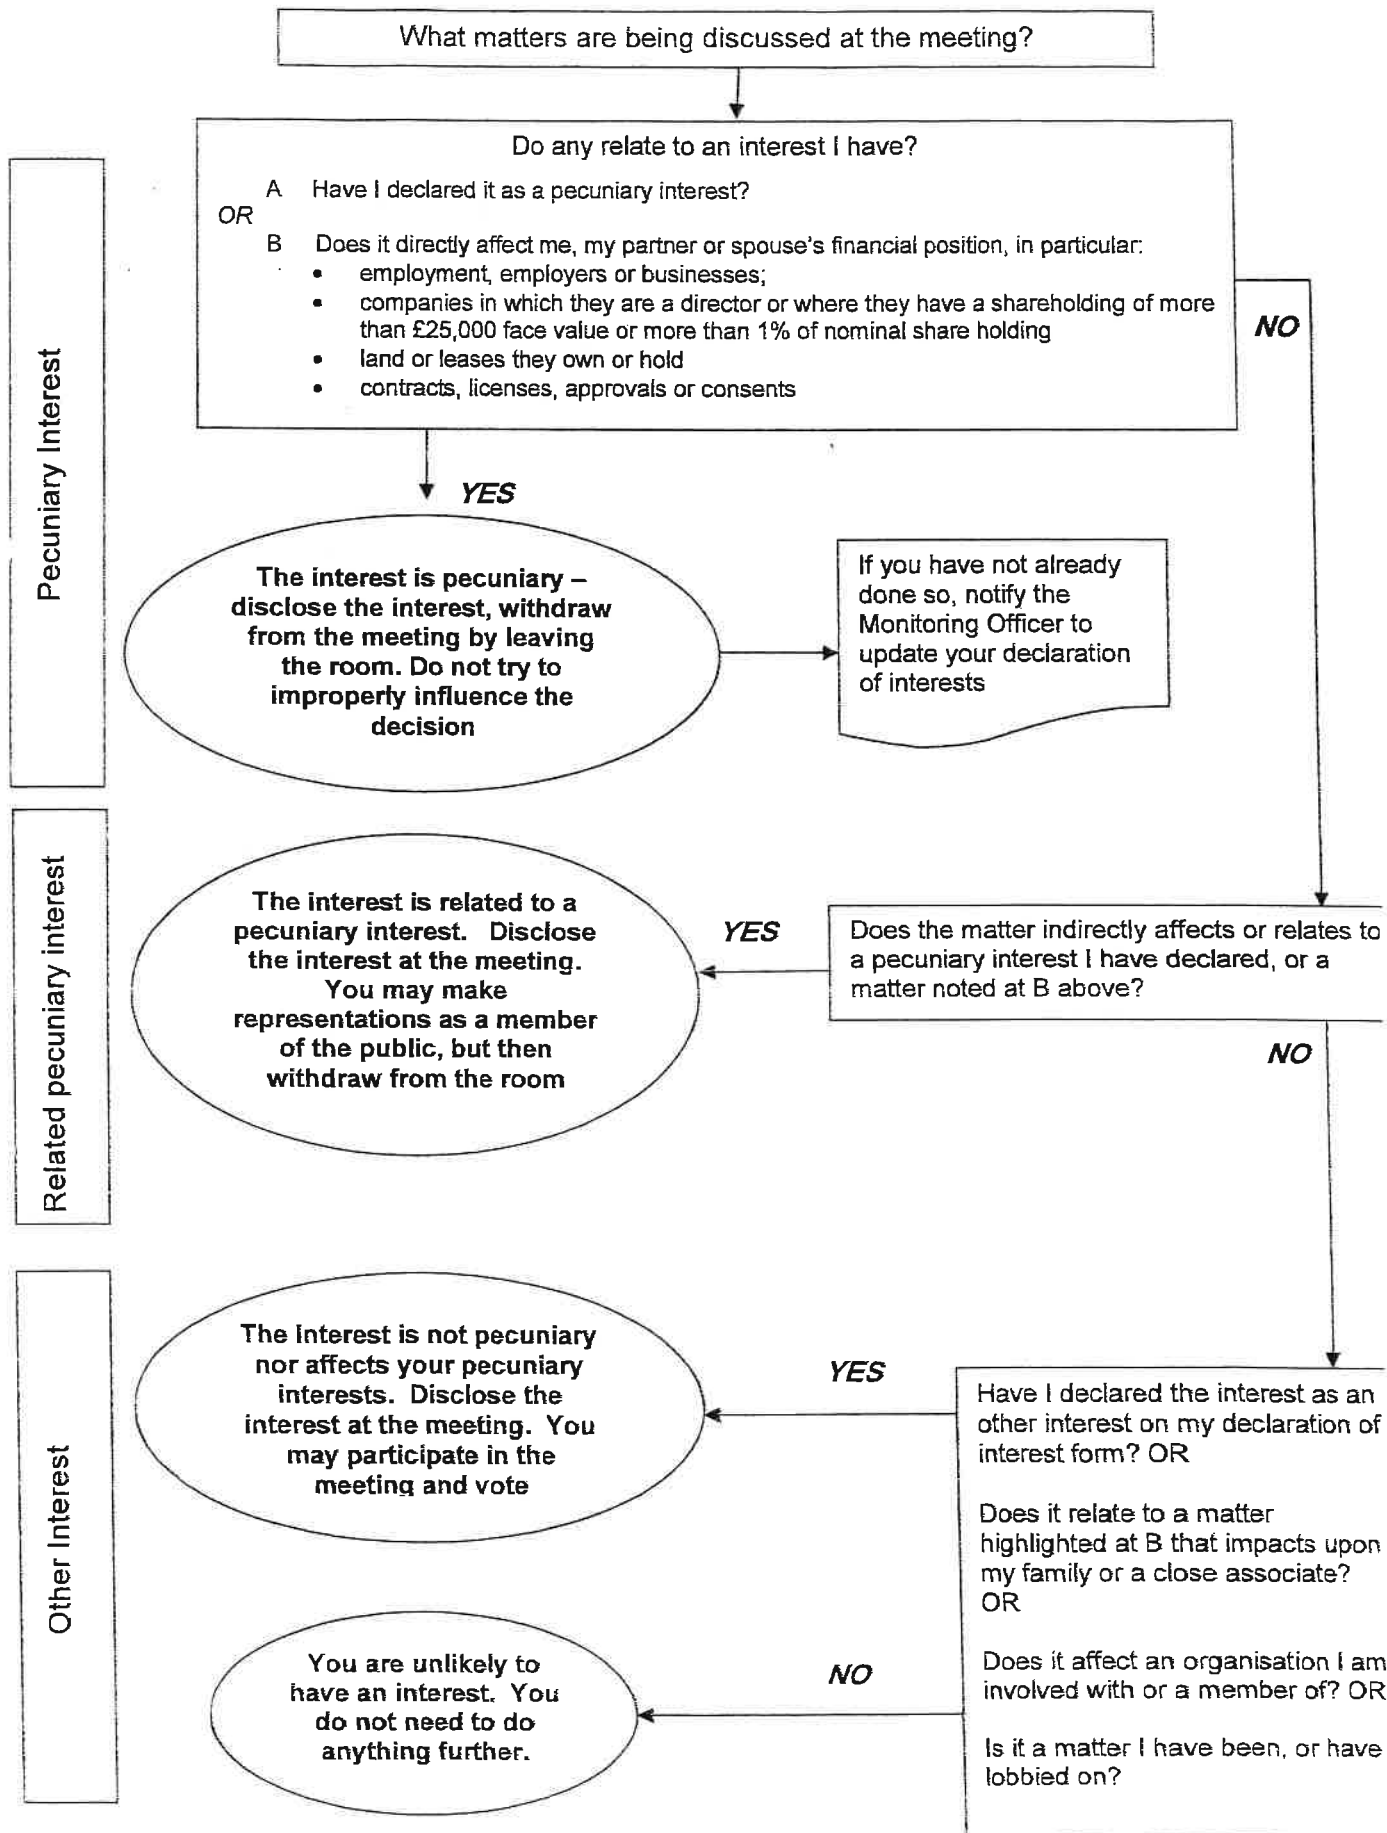 What matters are being discussed at the meeting?
Do any relate to an interest I have?
A Have I declared it as a pecuniary interest?
OR
B Does it directly affect me, my partner or spouse's financial position, in particular:
• employment, employers or businesses;
• companies in which they are a director or where they have a shareholding of more
than £25,000 face value or more than 1% of nominal share holding
• land or leases they own or hold
• contracts, licenses, approvals or consents
NO
Pecuniary Interest
YES
The interest is pecuniary –
disclose the interest, withdraw
from the meeting by leaving
the room. Do not try to
improperly influence the
decision
If you have not already
done so, notify the
Monitoring Officer to
update your declaration
of interests
Related pecuniary interest
The interest is related to a
pecuniary interest. Disclose
the interest at the meeting.
You may make
representations as a member
of the public, but then
withdraw from the room
YES
Does the matter indirectly affects or relates to
a pecuniary interest I have declared, or a
matter noted at B above?
NO
Other Interest
The Interest is not pecuniary
nor affects your pecuniary
interests. Disclose the
interest at the meeting. You
may participate in the
meeting and vote
YES
Have I declared the interest as an
other interest on my declaration of
interest form? OR
Does it relate to a matter
highlighted at B that impacts upon
my family or a close associate?
OR
Does it affect an organisation I am
involved with or a member of? OR
Is it a matter I have been, or have
lobbied on?
NO
You are unlikely to
have an interest. You
do not need to do
anything further.